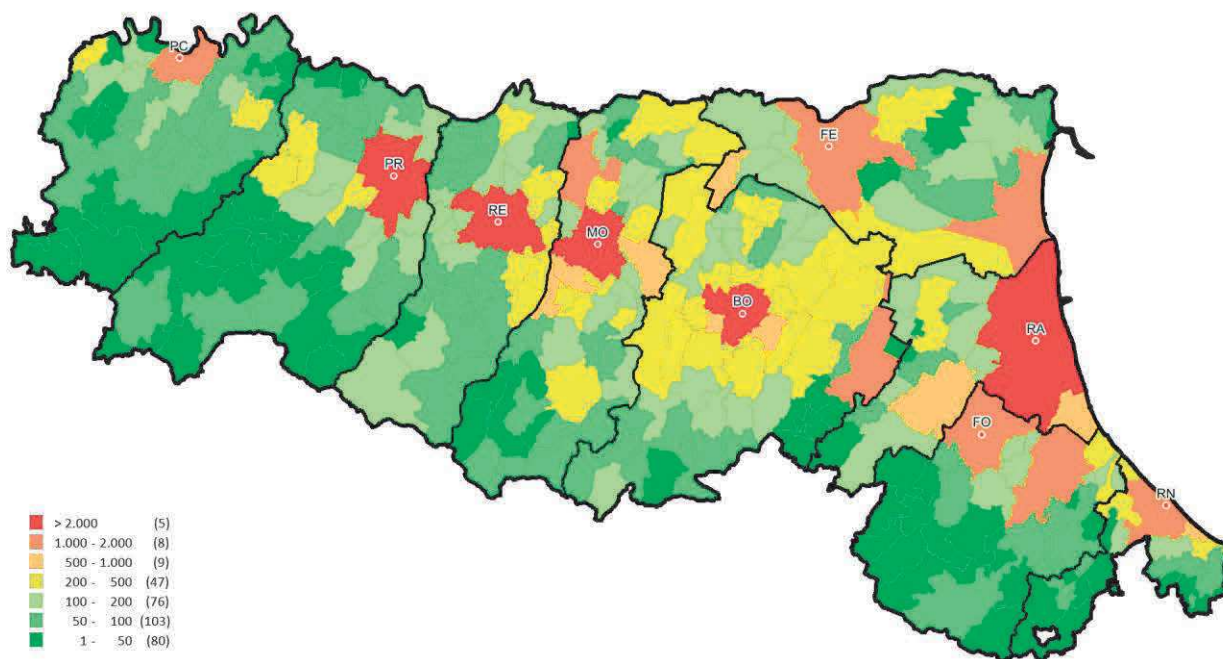 PC
PR
RE
MO
BO
FE
RA
FO
RN
> 2.000 (5)
1.000 - 2.000 (8)
500 - 1.000 (9)
200 - 500 (47)
100 - 200 (76)
50 - 100 (103)
1 - 50 (80)